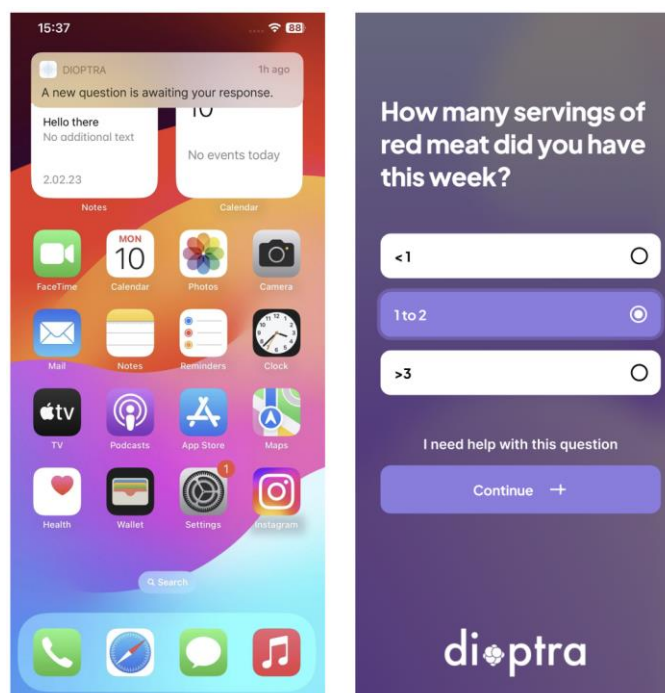 15:37
88
DIOPTRA
1h ago
A new question is awaiting your response.
Hello there
No additional text
2.02.23
10
No events today
Notes
Calendar
MON
10
FaceTime
Calendar
Photos
Camera
Mail
Notes
Reminders
Clock
tv
TV
Podcasts
App Store
Maps
1
Health
Wallet
Settings
Instagram
Search
How many servings of
red meat did you have
this week?
<1
1 to 2
>3
I need help with this question
Continue
dioptra